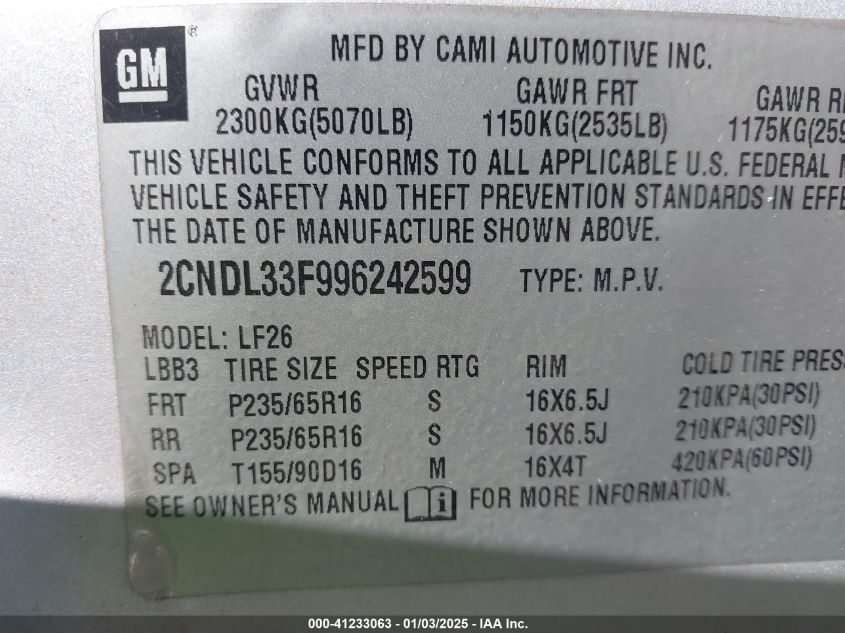 GM ®
MFD BY CAMI AUTOMOTIVE INC.
GVWR GAWR FRT GAWR
2300KG(5070LB) 1150KG(2535LB) 1175KG(259
THIS VEHICLE CONFORMS TO ALL APPLICABLE U.S. FEDERAL
VEHICLE SAFETY AND THEFT PREVENTION STANDARDS IN EFFE
THE DATE OF MANUFACTURE SHOWN ABOVE.
2CNDL33F996242599 TYPE: M.P.V.
MODEL: LF26
LBB3 TIRE SIZE SPEED RTG RIM COLD TIRE PRES
FRT P235/65R16 S 16X6.5J 210KPA(30PSI)
RR P235/65R16 S 16X6.5J 210KPA(30PSI)
SPA T155/90D16 M 16X4T 420KPA(60PSI)
SEE OWNER'S MANUAL i FOR MORE INFORMATION.
000-41233063 - 01/03/2025 - IAA Inc.